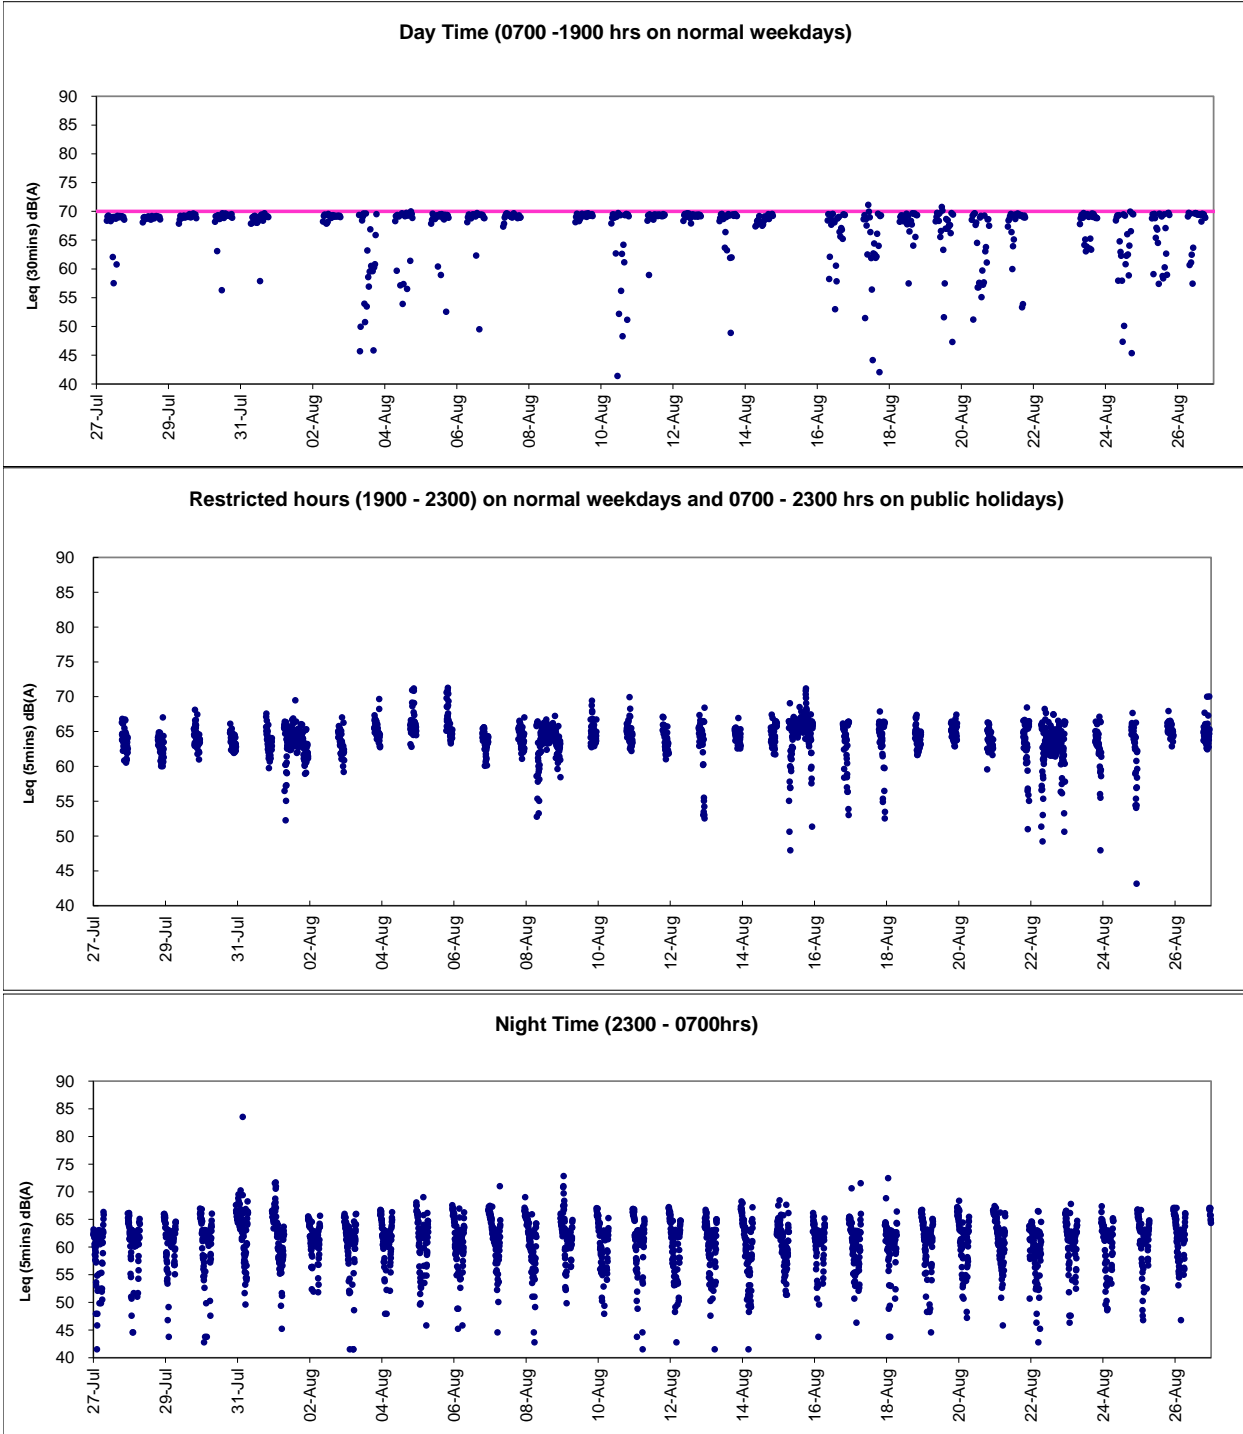 Day Time (0700 -1900 hrs on normal weekdays)
Leq (30mins) dB(A)
90
85
80
75
70
65
60
55
50
45
40
27-Jul
29-Jul
31-Jul
02-Aug
04-Aug
06-Aug
08-Aug
10-Aug
12-Aug
14-Aug
16-Aug
18-Aug
20-Aug
22-Aug
24-Aug
26-Aug
Restricted hours (1900 - 2300) on normal weekdays and 0700 - 2300 hrs on public holidays)
Leq (5mins) dB(A)
90
85
80
75
70
65
60
55
50
45
40
27-Jul
29-Jul
31-Jul
02-Aug
04-Aug
06-Aug
08-Aug
10-Aug
12-Aug
14-Aug
16-Aug
18-Aug
20-Aug
22-Aug
24-Aug
26-Aug
Night Time (2300 - 0700hrs)
Leq (5mins) dB(A)
90
85
80
75
70
65
60
55
50
45
40
27-Jul
29-Jul
31-Jul
02-Aug
04-Aug
06-Aug
08-Aug
10-Aug
12-Aug
14-Aug
16-Aug
18-Aug
20-Aug
22-Aug
24-Aug
26-Aug